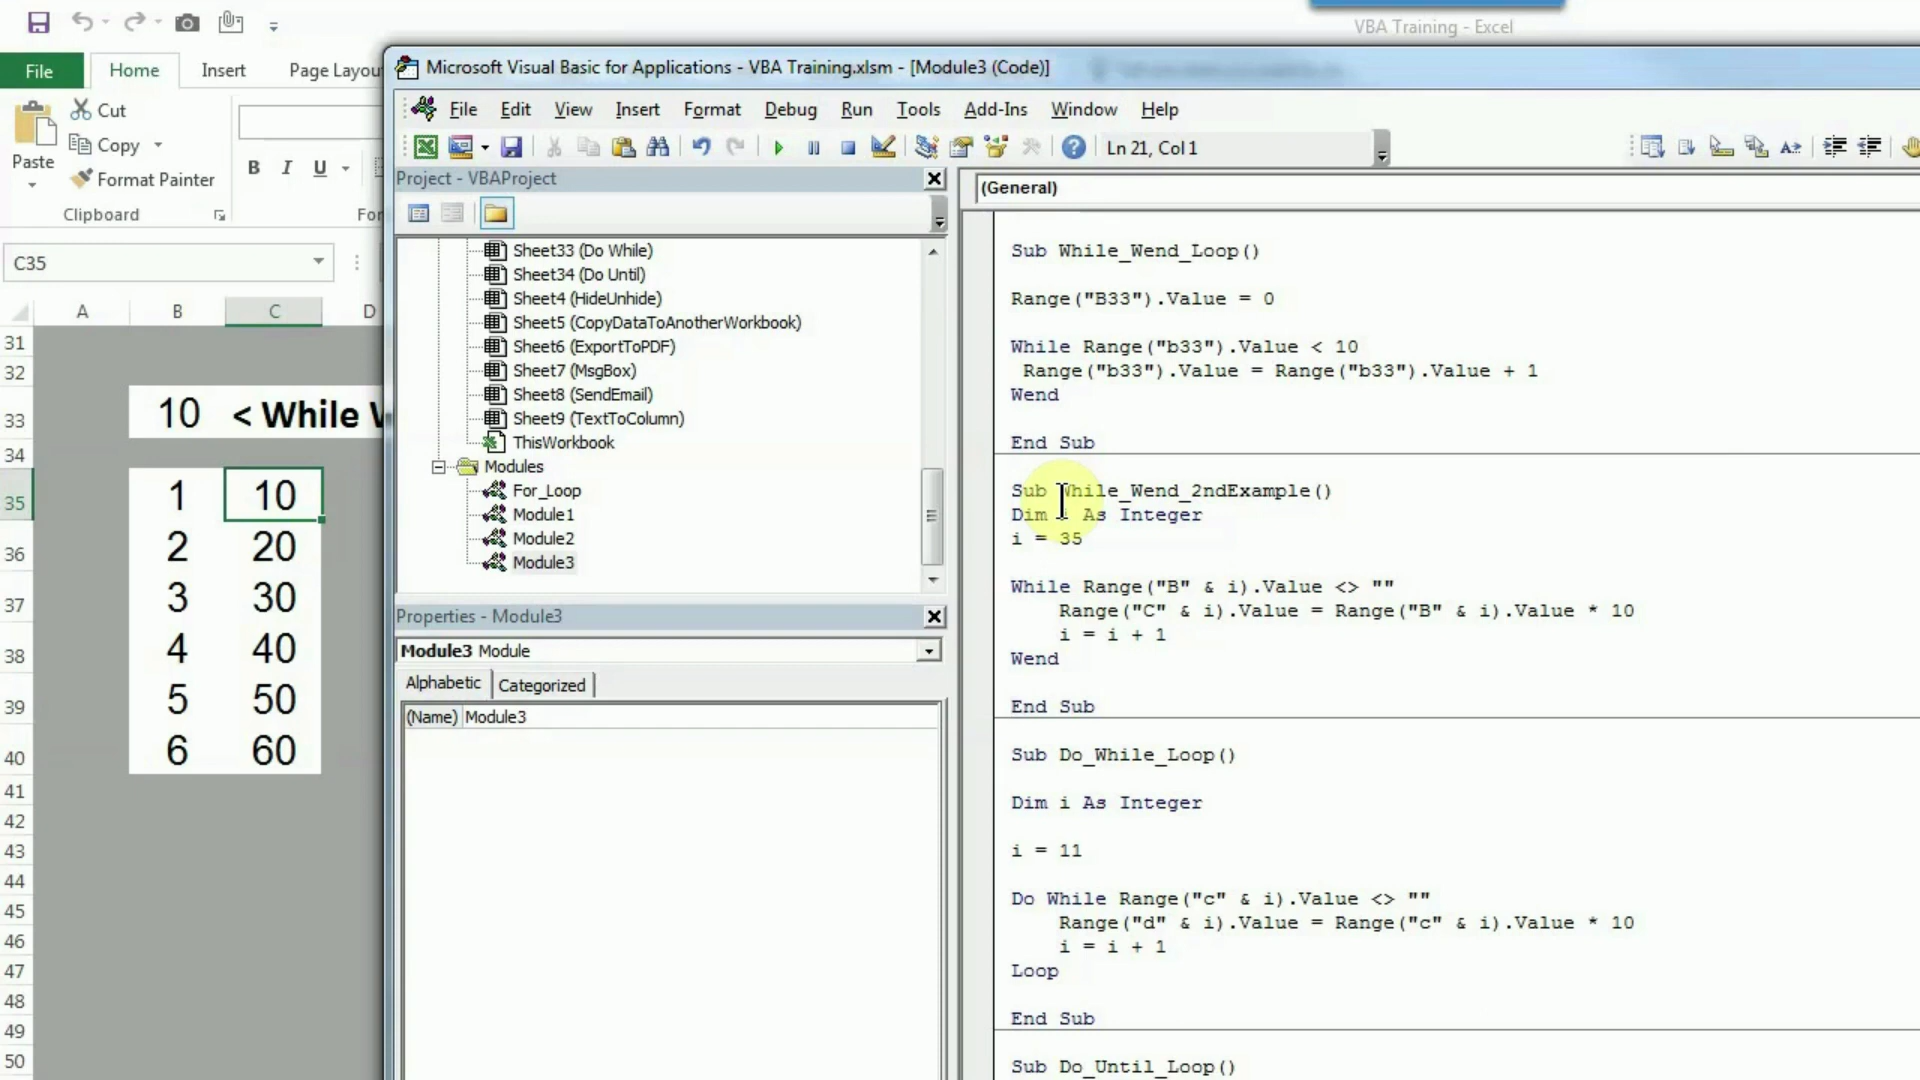 VBA Training - Excel
File
Home
Insert
Page Layou
Cut
Copy
Paste
Format Painter
B I U
Clipboard
For
C35
A B C D
31
32
33
10 < While W
34
35
1 10
36
2 20
37
3 30
38
4 40
39
5 50
40
6 60
41
42
43
44
45
46
47
48
49
50
Microsoft Visual Basic for Applications - VBA Training.xlsm - [Module3 (Code)]
File Edit View Insert Format Debug Run Tools Add-Ins Window Help
Ln 21, Col 1
Project - VBAProject
Sheet33 (Do While)
Sheet34 (Do Until)
Sheet4 (HideUnhide)
Sheet5 (CopyDataToAnotherWorkbook)
Sheet6 (ExportToPDF)
Sheet7 (MsgBox)
Sheet8 (SendEmail)
Sheet9 (TextToColumn)
ThisWorkbook
Modules
For_Loop
Module1
Module2
Module3
Properties - Module3
Module3 Module
Alphabetic
Categorized
(Name) Module3
(General)
Sub While_Wend_Loop()
Range("B33").Value = 0
While Range("b33").Value < 10
Range("b33").Value = Range("b33").Value + 1
Wend
End Sub
Sub While_Wend_2ndExample()
Dim i As Integer
i = 35
While Range("B" & i).Value <> ""
Range("C" & i).Value = Range("B" & i).Value * 10
i = i + 1
Wend
End Sub
Sub Do_While_Loop()
Dim i As Integer
i = 11
Do While Range("c" & i).Value <> ""
Range("d" & i).Value = Range("c" & i).Value * 10
i = i + 1
Loop
End Sub
Sub Do_Until_Loop()